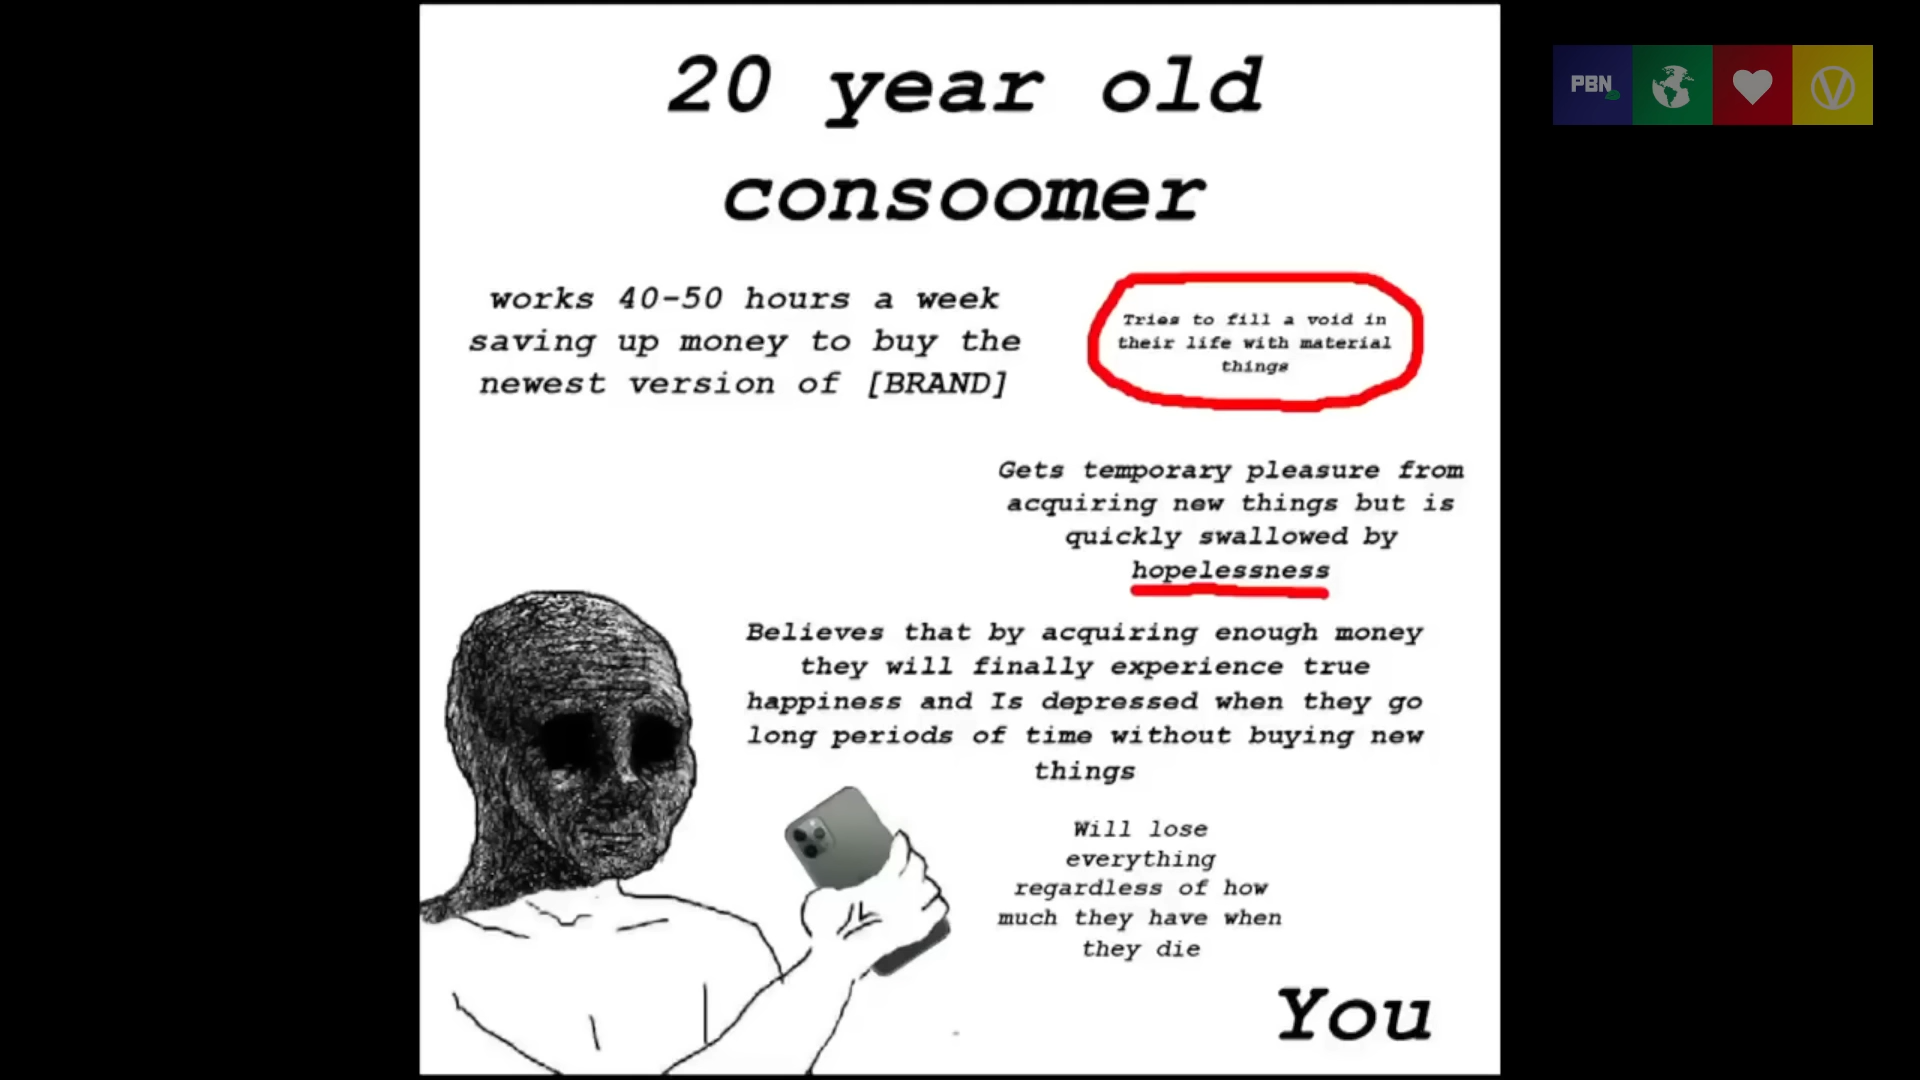 20 year old
consoomer
works 40-50 hours a week
saving up money to buy the
newest version of [BRAND]
Tries to fill a void in
their life with material
things
Gets temporary pleasure from
acquiring new things but is
quickly swallowed by
hopelessness
Believes that by acquiring enough money
they will finally experience true
happiness and Is depressed when they go
long periods of time without buying new
things
Will lose
everything
regardless of how
much they have when
they die
You
PBN
V